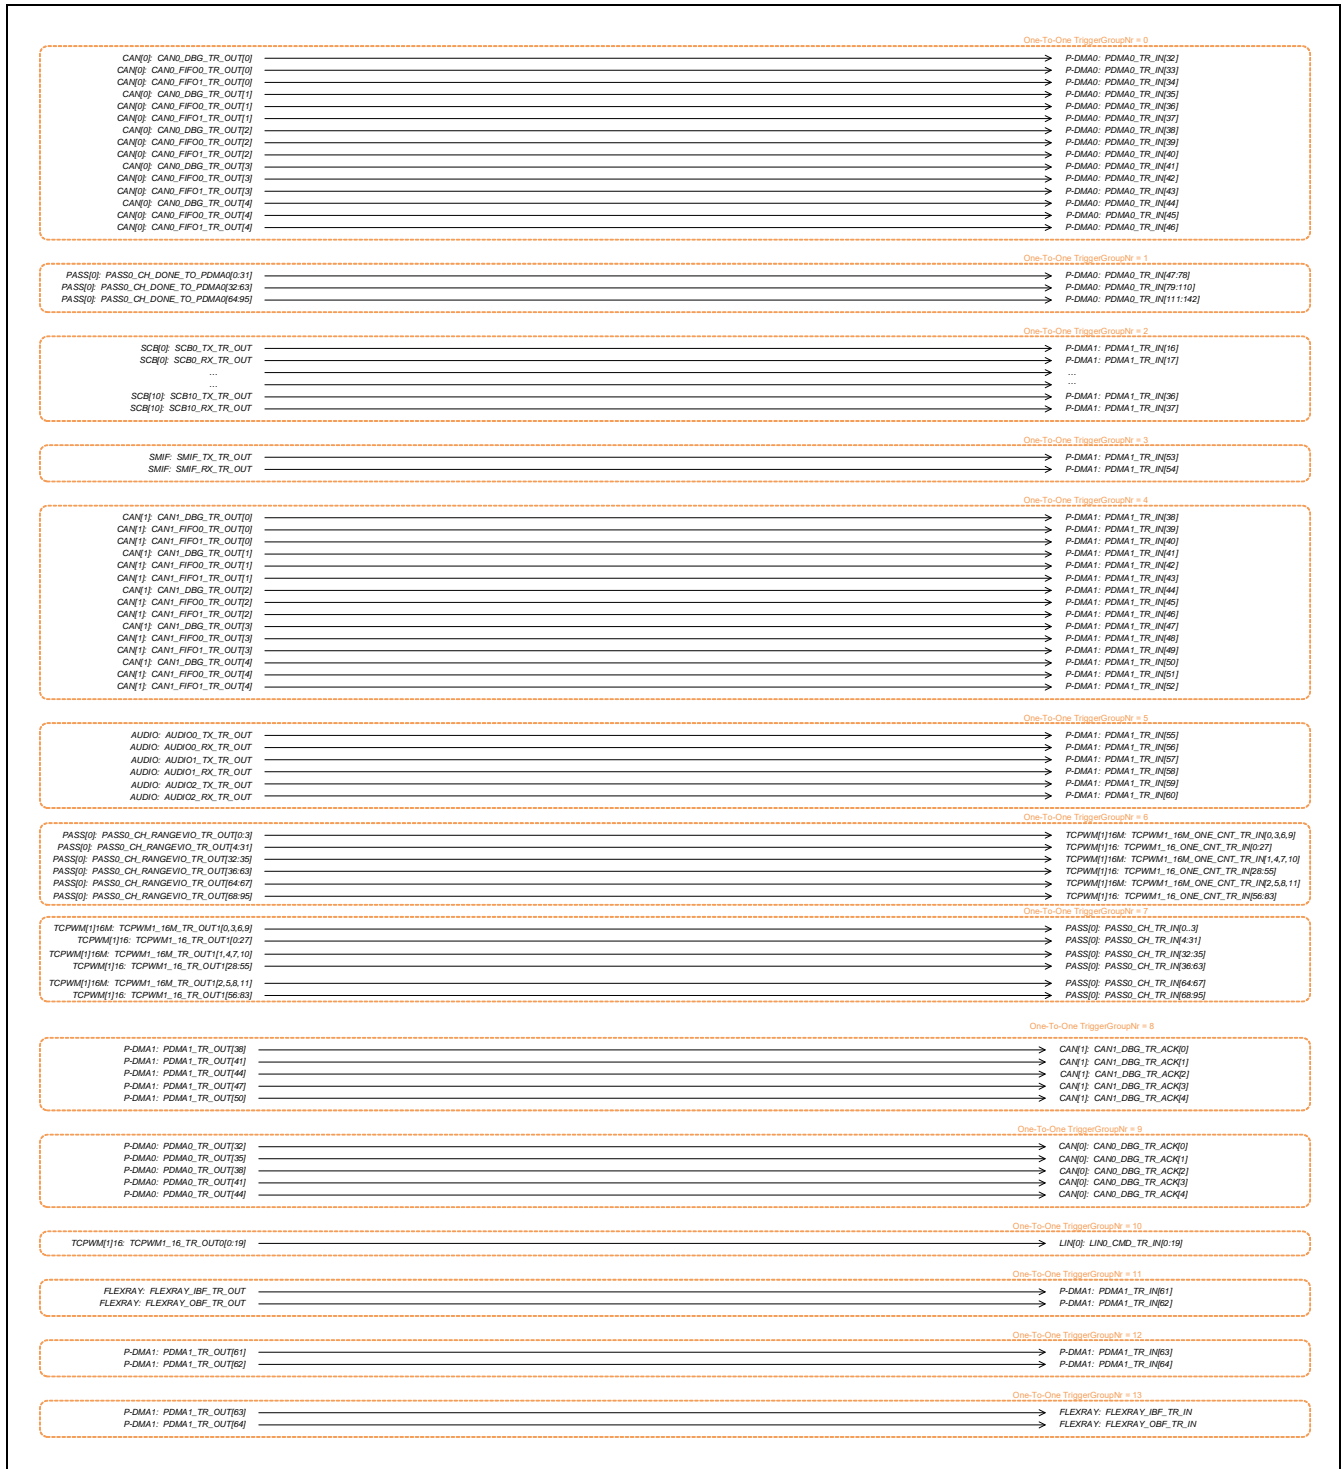 One-To-One TriggerGroupNr = 0
CAN[0]: CAN0_DBG_TR_OUT[0] P-DMA0: PDMA0_TR_IN[32]
CAN[0]: CAN0_FIFO0_TR_OUT[0] P-DMA0: PDMA0_TR_IN[33]
CAN[0]: CAN0_FIFO1_TR_OUT[0] P-DMA0: PDMA0_TR_IN[34]
CAN[0]: CAN0_DBG_TR_OUT[1] P-DMA0: PDMA0_TR_IN[35]
CAN[0]: CAN0_FIFO0_TR_OUT[1] P-DMA0: PDMA0_TR_IN[36]
CAN[0]: CAN0_FIFO1_TR_OUT[1] P-DMA0: PDMA0_TR_IN[37]
CAN[0]: CAN0_DBG_TR_OUT[2] P-DMA0: PDMA0_TR_IN[38]
CAN[0]: CAN0_FIFO0_TR_OUT[2] P-DMA0: PDMA0_TR_IN[39]
CAN[0]: CAN0_FIFO1_TR_OUT[2] P-DMA0: PDMA0_TR_IN[40]
CAN[0]: CAN0_DBG_TR_OUT[3] P-DMA0: PDMA0_TR_IN[41]
CAN[0]: CAN0_FIFO0_TR_OUT[3] P-DMA0: PDMA0_TR_IN[42]
CAN[0]: CAN0_FIFO1_TR_OUT[3] P-DMA0: PDMA0_TR_IN[43]
CAN[0]: CAN0_DBG_TR_OUT[4] P-DMA0: PDMA0_TR_IN[44]
CAN[0]: CAN0_FIFO0_TR_OUT[4] P-DMA0: PDMA0_TR_IN[45]
CAN[0]: CAN0_FIFO1_TR_OUT[4] P-DMA0: PDMA0_TR_IN[46]
One-To-One TriggerGroupNr = 1
PASS[0]: PASS0_CH_DONE_TO_PDMA0[0:31] P-DMA0: PDMA0_TR_IN[47:78]
PASS[0]: PASS0_CH_DONE_TO_PDMA0[32:63] P-DMA0: PDMA0_TR_IN[79:110]
PASS[0]: PASS0_CH_DONE_TO_PDMA0[64:95] P-DMA0: PDMA0_TR_IN[111:142]
One-To-One TriggerGroupNr = 2
SCB[0]: SCB0_TX_TR_OUT P-DMA1: PDMA1_TR_IN[16]
SCB[0]: SCB0_RX_TR_OUT P-DMA1: PDMA1_TR_IN[17]
... ...
... ...
SCB[10]: SCB10_TX_TR_OUT P-DMA1: PDMA1_TR_IN[36]
SCB[10]: SCB10_RX_TR_OUT P-DMA1: PDMA1_TR_IN[37]
One-To-One TriggerGroupNr = 3
SMIF: SMIF_TX_TR_OUT P-DMA1: PDMA1_TR_IN[53]
SMIF: SMIF_RX_TR_OUT P-DMA1: PDMA1_TR_IN[54]
One-To-One TriggerGroupNr = 4
CAN[1]: CAN1_DBG_TR_OUT[0] P-DMA1: PDMA1_TR_IN[38]
CAN[1]: CAN1_FIFO0_TR_OUT[0] P-DMA1: PDMA1_TR_IN[39]
CAN[1]: CAN1_FIFO1_TR_OUT[0] P-DMA1: PDMA1_TR_IN[40]
CAN[1]: CAN1_DBG_TR_OUT[1] P-DMA1: PDMA1_TR_IN[41]
CAN[1]: CAN1_FIFO0_TR_OUT[1] P-DMA1: PDMA1_TR_IN[42]
CAN[1]: CAN1_FIFO1_TR_OUT[1] P-DMA1: PDMA1_TR_IN[43]
CAN[1]: CAN1_DBG_TR_OUT[2] P-DMA1: PDMA1_TR_IN[44]
CAN[1]: CAN1_FIFO0_TR_OUT[2] P-DMA1: PDMA1_TR_IN[45]
CAN[1]: CAN1_FIFO1_TR_OUT[2] P-DMA1: PDMA1_TR_IN[46]
CAN[1]: CAN1_DBG_TR_OUT[3] P-DMA1: PDMA1_TR_IN[47]
CAN[1]: CAN1_FIFO0_TR_OUT[3] P-DMA1: PDMA1_TR_IN[48]
CAN[1]: CAN1_FIFO1_TR_OUT[3] P-DMA1: PDMA1_TR_IN[49]
CAN[1]: CAN1_DBG_TR_OUT[4] P-DMA1: PDMA1_TR_IN[50]
CAN[1]: CAN1_FIFO0_TR_OUT[4] P-DMA1: PDMA1_TR_IN[51]
CAN[1]: CAN1_FIFO1_TR_OUT[4] P-DMA1: PDMA1_TR_IN[52]
One-To-One TriggerGroupNr = 5
AUDIO: AUDIO0_TX_TR_OUT P-DMA1: PDMA1_TR_IN[55]
AUDIO: AUDIO0_RX_TR_OUT P-DMA1: PDMA1_TR_IN[56]
AUDIO: AUDIO1_TX_TR_OUT P-DMA1: PDMA1_TR_IN[57]
AUDIO: AUDIO1_RX_TR_OUT P-DMA1: PDMA1_TR_IN[58]
AUDIO: AUDIO2_TX_TR_OUT P-DMA1: PDMA1_TR_IN[59]
AUDIO: AUDIO2_RX_TR_OUT P-DMA1: PDMA1_TR_IN[60]
One-To-One TriggerGroupNr = 6
PASS[0]: PASS0_CH_RANGEVIO_TR_OUT[0:3] TCPWM[1]16M: TCPWM1_16M_ONE_CNT_TR_IN[0,3,6,9]
PASS[0]: PASS0_CH_RANGEVIO_TR_OUT[4:31] TCPWM[1]16: TCPWM1_16_ONE_CNT_TR_IN[0:27]
PASS[0]: PASS0_CH_RANGEVIO_TR_OUT[32:35] TCPWM[1]16M: TCPWM1_16M_ONE_CNT_TR_IN[1,4,7,10]
PASS[0]: PASS0_CH_RANGEVIO_TR_OUT[36:63] TCPWM[1]16: TCPWM1_16_ONE_CNT_TR_IN[28:55]
PASS[0]: PASS0_CH_RANGEVIO_TR_OUT[64:67] TCPWM[1]16M: TCPWM1_16M_ONE_CNT_TR_IN[2,5,8,11]
PASS[0]: PASS0_CH_RANGEVIO_TR_OUT[68:95] TCPWM[1]16: TCPWM1_16_ONE_CNT_TR_IN[56:83]
One-To-One TriggerGroupNr = 7
TCPWM[1]16M: TCPWM1_16M_TR_OUT1[0,3,6,9] PASS[0]: PASS0_CH_TR_IN[0..3]
TCPWM[1]16: TCPWM1_16_TR_OUT1[0:27] PASS[0]: PASS0_CH_TR_IN[4:31]
TCPWM[1]16M: TCPWM1_16M_TR_OUT1[1,4,7,10] PASS[0]: PASS0_CH_TR_IN[32:35]
TCPWM[1]16: TCPWM1_16_TR_OUT1[28:55] PASS[0]: PASS0_CH_TR_IN[36:63]
TCPWM[1]16M: TCPWM1_16M_TR_OUT1[2,5,8,11] PASS[0]: PASS0_CH_TR_IN[64:67]
TCPWM[1]16: TCPWM1_16_TR_OUT1[56:83] PASS[0]: PASS0_CH_TR_IN[68:95]
One-To-One TriggerGroupNr = 8
P-DMA1: PDMA1_TR_OUT[38] CAN[1]: CAN1_DBG_TR_ACK[0]
P-DMA1: PDMA1_TR_OUT[41] CAN[1]: CAN1_DBG_TR_ACK[1]
P-DMA1: PDMA1_TR_OUT[44] CAN[1]: CAN1_DBG_TR_ACK[2]
P-DMA1: PDMA1_TR_OUT[47] CAN[1]: CAN1_DBG_TR_ACK[3]
P-DMA1: PDMA1_TR_OUT[50] CAN[1]: CAN1_DBG_TR_ACK[4]
One-To-One TriggerGroupNr = 9
P-DMA0: PDMA0_TR_OUT[32] CAN[0]: CAN0_DBG_TR_ACK[0]
P-DMA0: PDMA0_TR_OUT[35] CAN[0]: CAN0_DBG_TR_ACK[1]
P-DMA0: PDMA0_TR_OUT[38] CAN[0]: CAN0_DBG_TR_ACK[2]
P-DMA0: PDMA0_TR_OUT[41] CAN[0]: CAN0_DBG_TR_ACK[3]
P-DMA0: PDMA0_TR_OUT[44] CAN[0]: CAN0_DBG_TR_ACK[4]
One-To-One TriggerGroupNr = 10
TCPWM[1]16: TCPWM1_16_TR_OUT0[0:19] LIN[0]: LIN0_CMD_TR_IN[0:19]
One-To-One TriggerGroupNr = 11
FLEXRAY: FLEXRAY_IBF_TR_OUT P-DMA1: PDMA1_TR_IN[61]
FLEXRAY: FLEXRAY_OBF_TR_OUT P-DMA1: PDMA1_TR_IN[62]
One-To-One TriggerGroupNr = 12
P-DMA1: PDMA1_TR_OUT[61] P-DMA1: PDMA1_TR_IN[63]
P-DMA1: PDMA1_TR_OUT[62] P-DMA1: PDMA1_TR_IN[64]
One-To-One TriggerGroupNr = 13
P-DMA1: PDMA1_TR_OUT[63] FLEXRAY: FLEXRAY_IBF_TR_IN
P-DMA1: PDMA1_TR_OUT[64] FLEXRAY: FLEXRAY_OBF_TR_IN